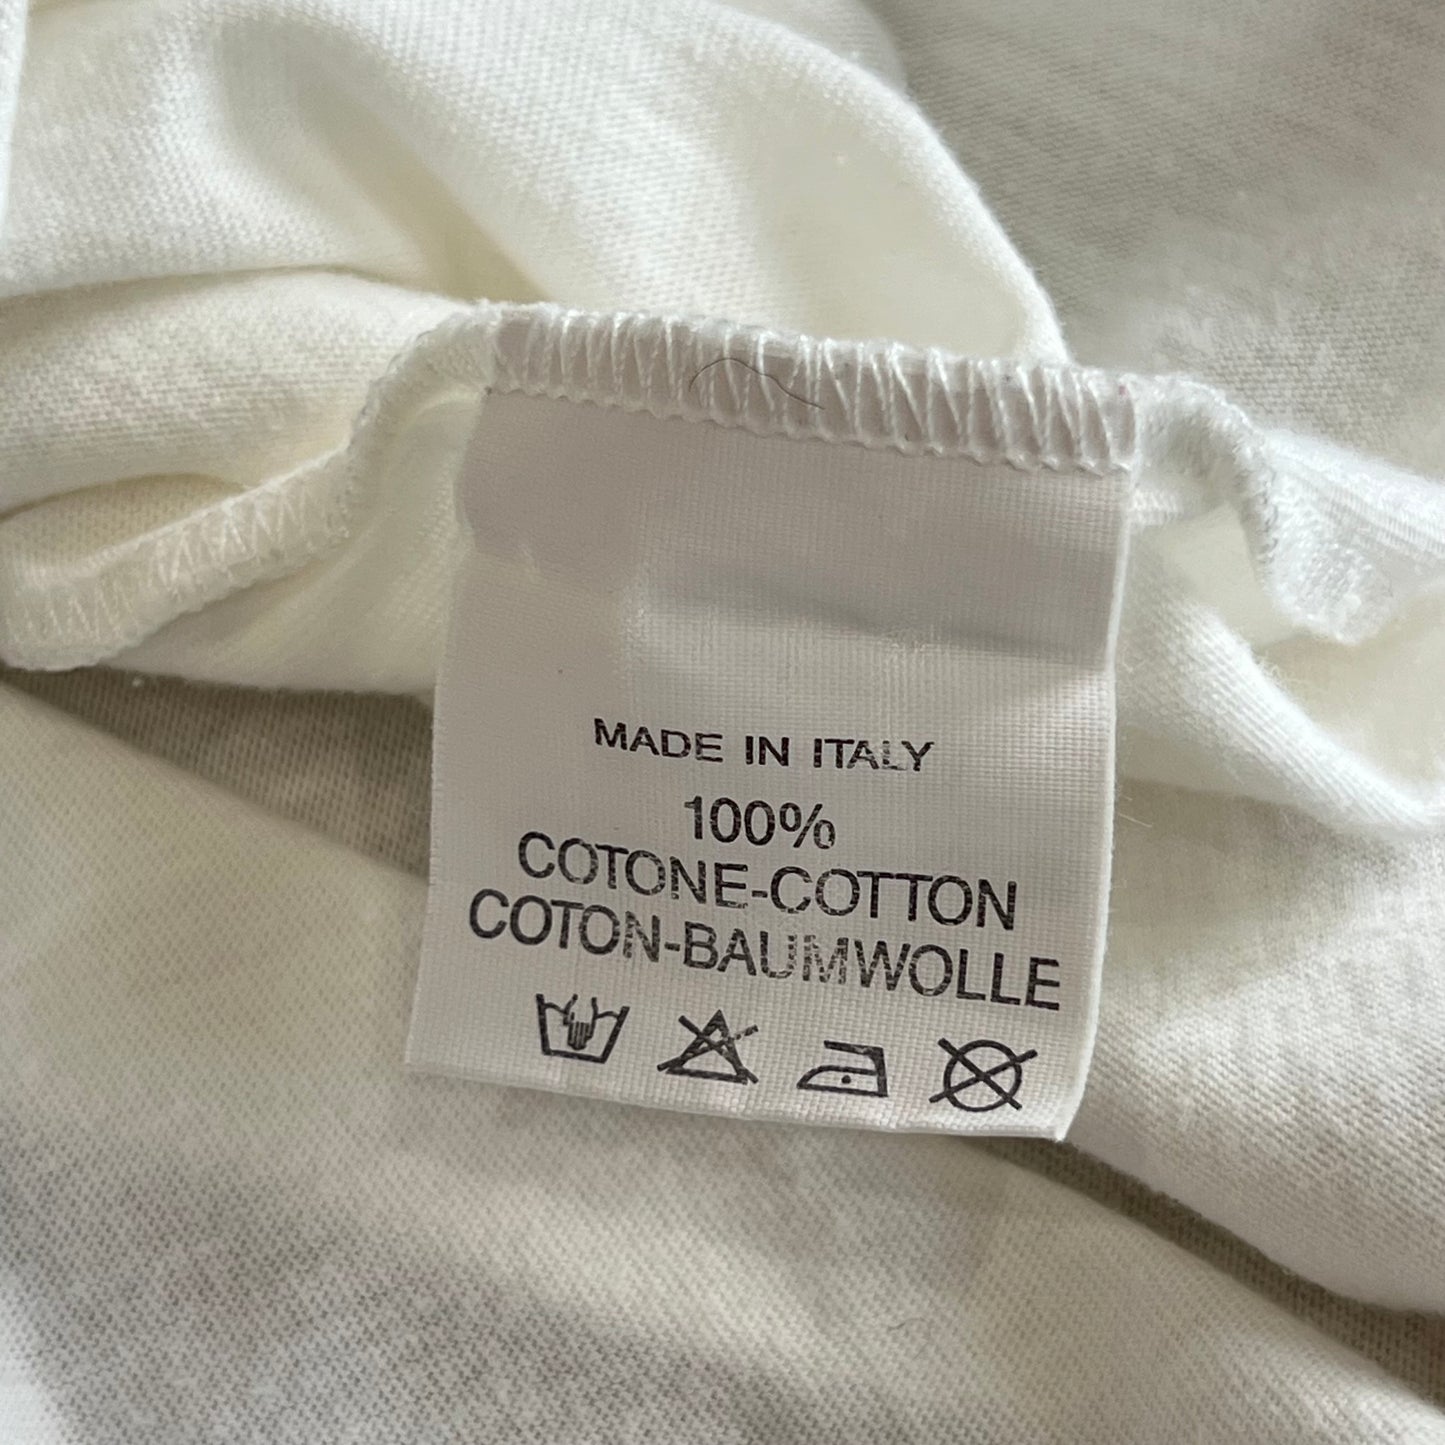 MADE IN ITALY
100%
COTONE-COTTON
COTON-BAUMWOLLE